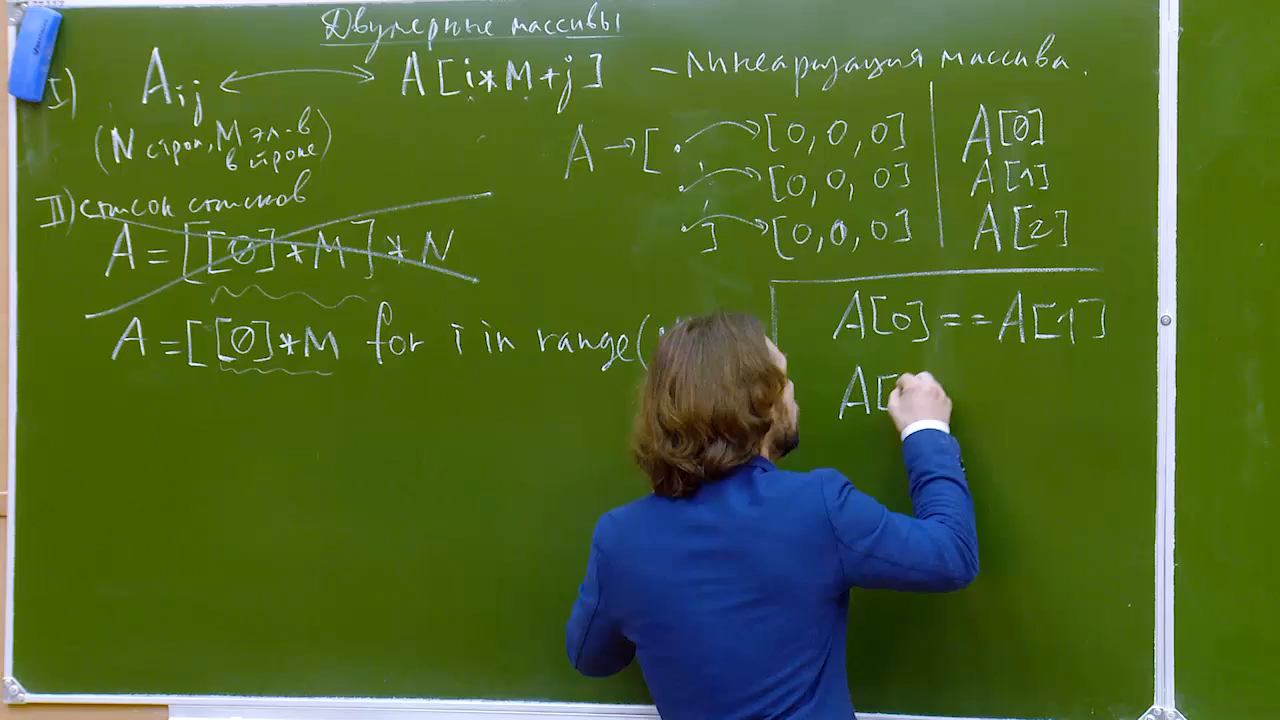 Двумерные массивы
I) Aij ⟷ A[i*M+j] – линеаризация массива.
(N строк, M эл-в
в строке)
II) список списков
A = [[0]*M]*N
A = [[0]*M for i in range(
A → [ . → [0, 0, 0] A[0]
. → [0, 0, 0] A[1]
. ] → [0, 0, 0] A[2]
A[0] == A[1]
A[